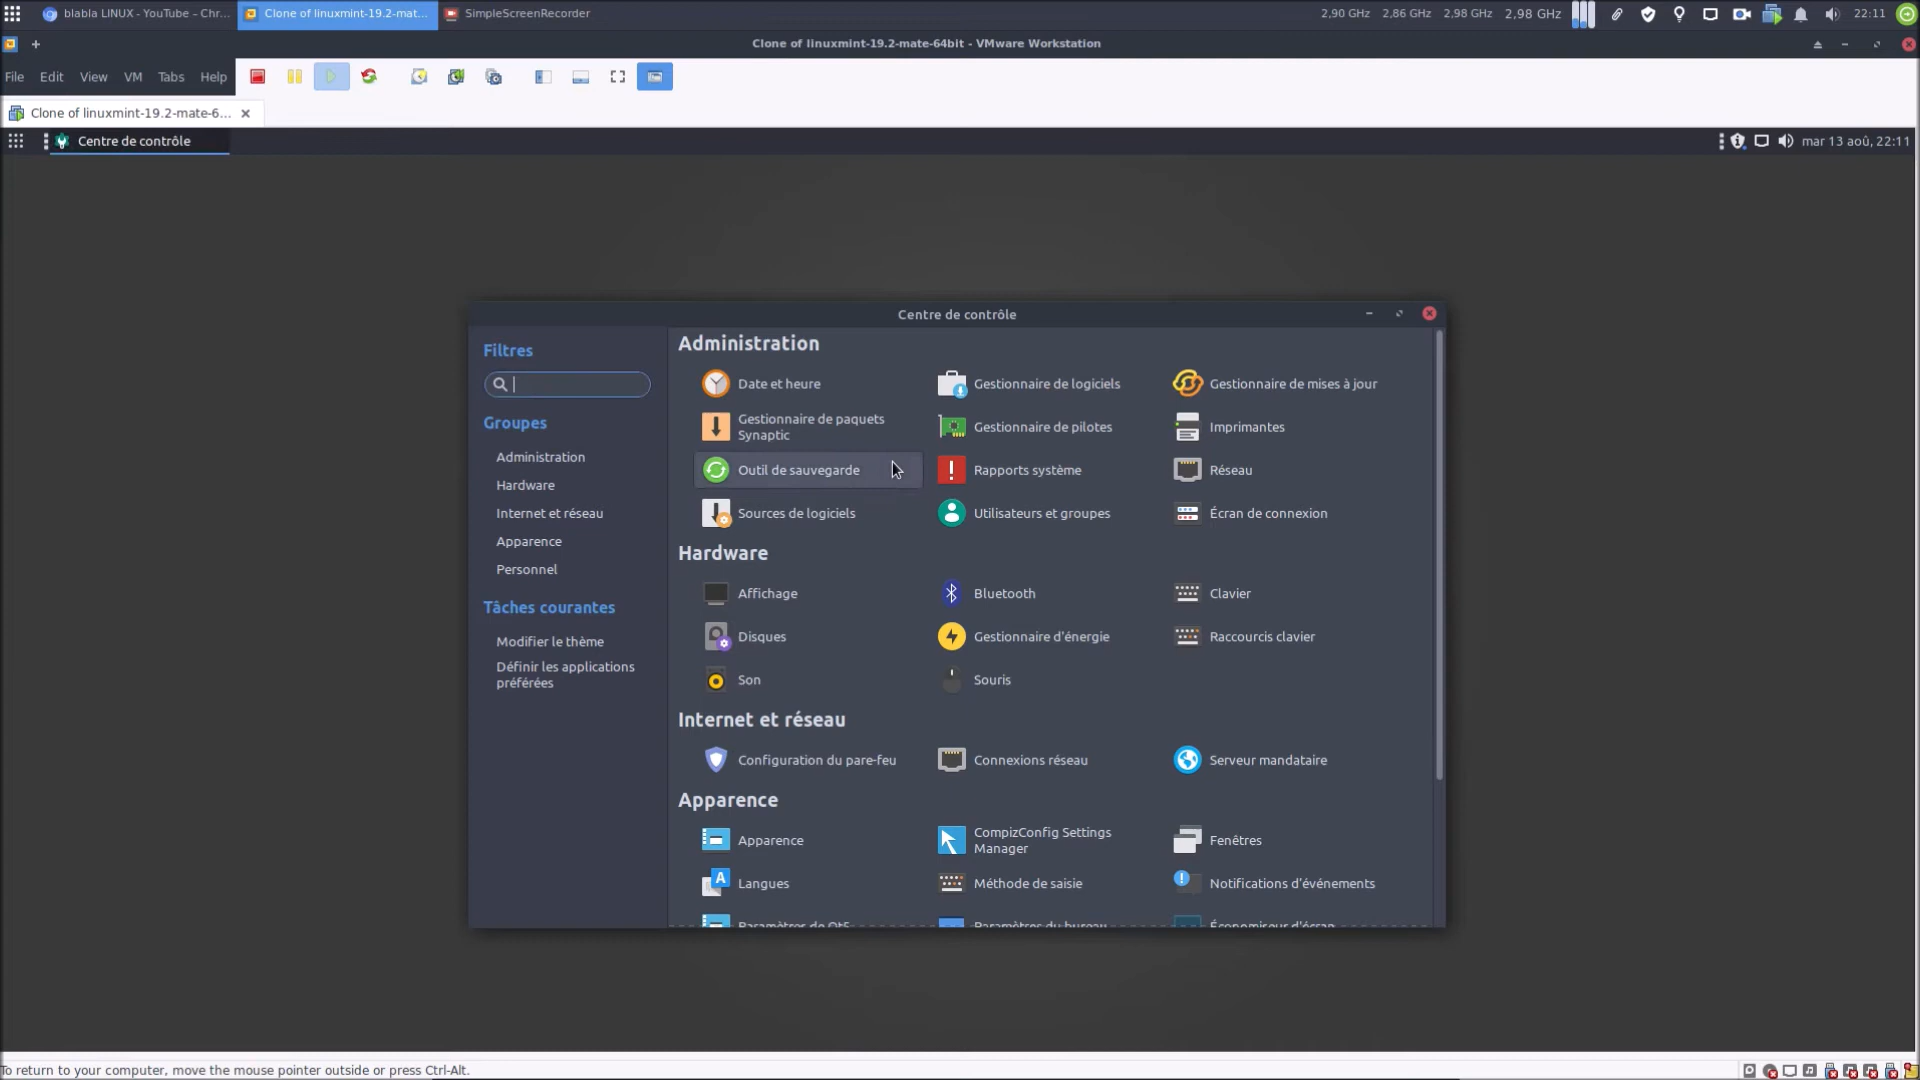 blabla LINUX - YouTube – Chr...
Clone of linuxmint-19.2-mat...
SimpleScreenRecorder
2,90 GHz 2,86 GHz 2,98 GHz 2,98 GHz
22:11
Clone of linuxmint-19.2-mate-64bit - VMware Workstation
File Edit View VM Tabs Help
Clone of linuxmint-19.2-mate-6...
Centre de contrôle
mar 13 aoû, 22:11
Centre de contrôle
Filtres
Groupes
Administration
Hardware
Internet et réseau
Apparence
Personnel
Tâches courantes
Modifier le thème
Définir les applications
préférées
Administration
Date et heure
Gestionnaire de logiciels
Gestionnaire de mises à jour
Gestionnaire de paquets
Synaptic
Gestionnaire de pilotes
Imprimantes
Outil de sauvegarde
Rapports système
Réseau
Sources de logiciels
Utilisateurs et groupes
Écran de connexion
Hardware
Affichage
Bluetooth
Clavier
Disques
Gestionnaire d'énergie
Raccourcis clavier
Son
Souris
Internet et réseau
Configuration du pare-feu
Connexions réseau
Serveur mandataire
Apparence
Apparence
CompizConfig Settings
Manager
Fenêtres
Langues
Méthode de saisie
Notifications d'événements
Paramètres de Qt5
Paramètres du bureau
Économiseur d'écran
To return to your computer, move the mouse pointer outside or press Ctrl-Alt.